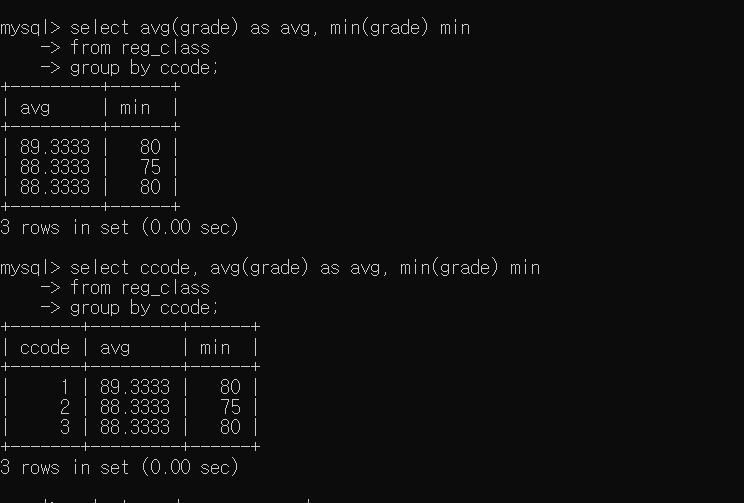 mysql> select avg(grade) as avg, min(grade) min
    -> from reg_class
    -> group by ccode;
+---------+------+
| avg     | min  |
+---------+------+
| 89.3333 |   80 |
| 88.3333 |   75 |
| 88.3333 |   80 |
+---------+------+
3 rows in set (0.00 sec)
mysql> select ccode, avg(grade) as avg, min(grade) min
    -> from reg_class
    -> group by ccode;
+-------+---------+------+
| ccode | avg     | min  |
+-------+---------+------+
|     1 | 89.3333 |   80 |
|     2 | 88.3333 |   75 |
|     3 | 88.3333 |   80 |
+-------+---------+------+
3 rows in set (0.00 sec)